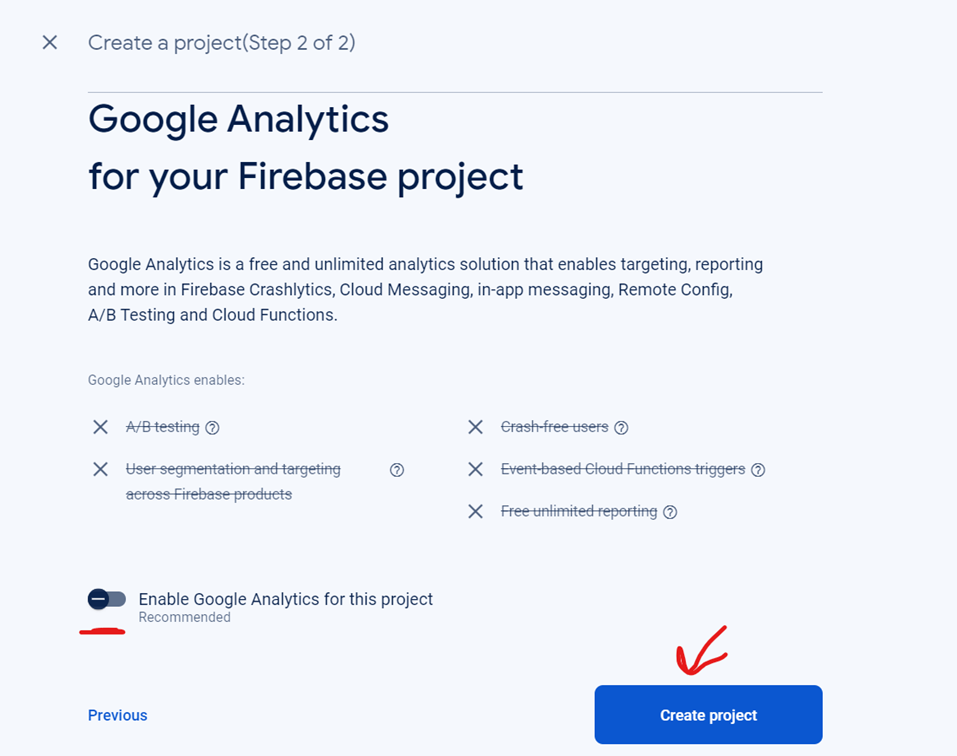 Create a project(Step 2 of 2)
Google Analytics
for your Firebase project
Google Analytics is a free and unlimited analytics solution that enables targeting, reporting
and more in Firebase Crashlytics, Cloud Messaging, in-app messaging, Remote Config,
A/B Testing and Cloud Functions.
Google Analytics enables:
A/B testing
User segmentation and targeting
across Firebase products
Crash-free users
Event-based Cloud Functions triggers
Free unlimited reporting
Enable Google Analytics for this project
Recommended
Previous
Create project